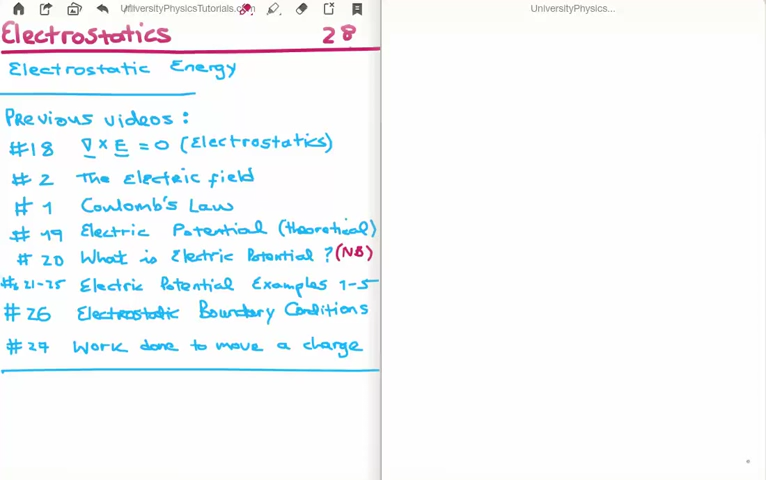 UniversityPhysicsTutorials.com
UniversityPhysics...
Electrostatics 28
Electrostatic Energy
Previous videos:
#18 ∇ × E = 0 (Electrostatics)
#2 The Electric field
#1 Coulomb's Law
#19 Electric Potential (theoretical)
#20 What is Electric Potential? (NB)
#s 21-25 Electric Potential Examples 1-5
#26 Electrostatic Boundary Conditions
#27 Work done to move a charge